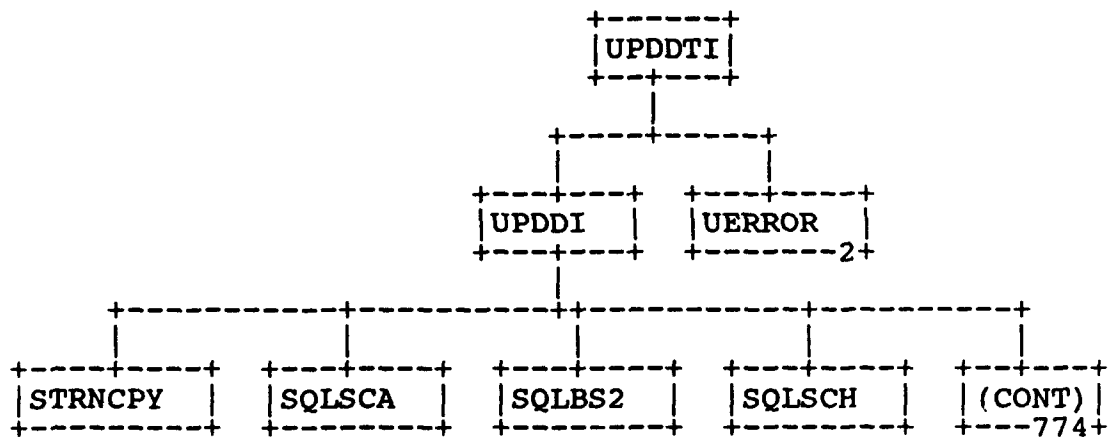 UPDDTI
UPDDI UERROR
2
STRNCPY SQLSCA SQLBS2 SQLSCH (CONT)
774